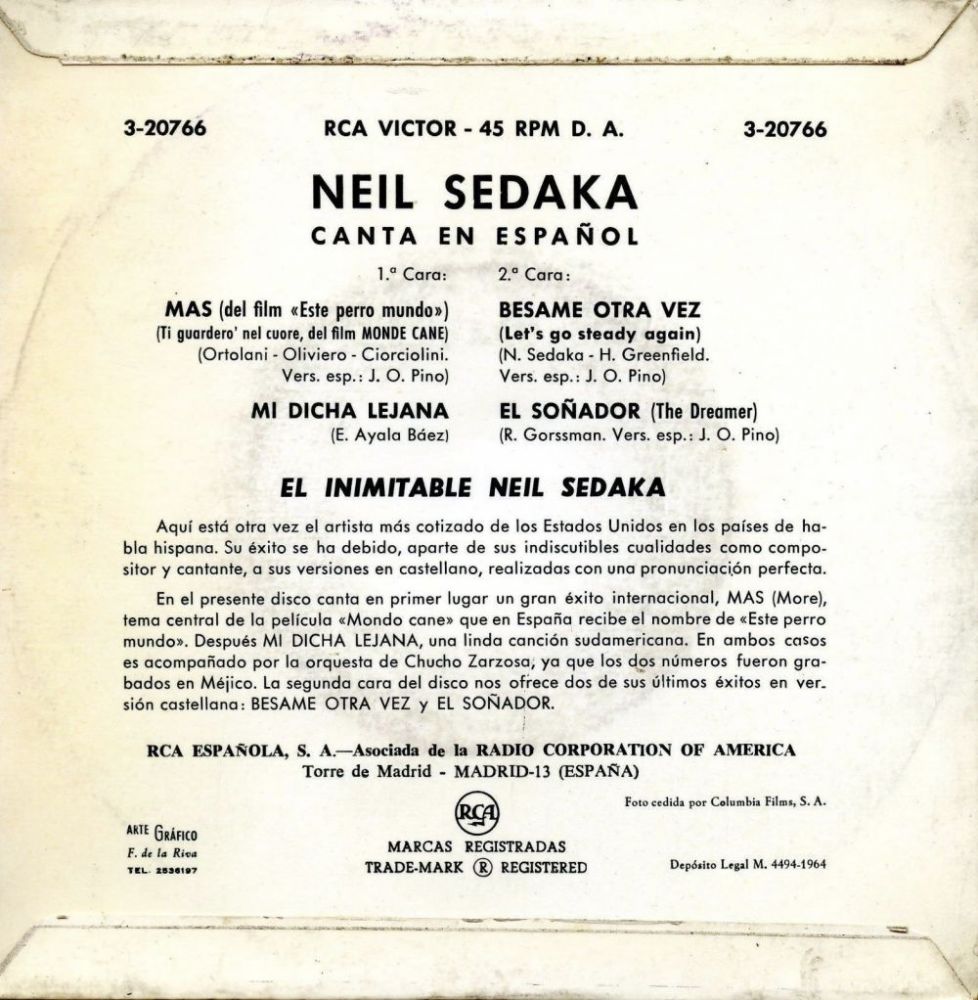 3-20766 RCA VICTOR - 45 RPM D. A. 3-20766
NEIL SEDAKA
CANTA EN ESPAÑOL
1.ª Cara:
MAS (del film «Este perro mundo»)
(Ti guardero' nel cuore, del film MONDE CANE)
(Ortolani - Oliviero - Ciorciolini.
Vers. esp.: J. O. Pino)
MI DICHA LEJANA
(E. Ayala Báez)
2.ª Cara:
BESAME OTRA VEZ
(Let's go steady again)
(N. Sedaka - H. Greenfield.
Vers. esp.: J. O. Pino)
EL SOÑADOR (The Dreamer)
(R. Gorssman. Vers. esp.: J. O. Pino)
EL INIMITABLE NEIL SEDAKA
Aquí está otra vez el artista más cotizado de los Estados Unidos en los países de ha-
bla hispana. Su éxito se ha debido, aparte de sus indiscutibles cualidades como compo-
sitor y cantante, a sus versiones en castellano, realizadas con una pronunciación perfecta.
En el presente disco canta en primer lugar un gran éxito internacional, MAS (More),
tema central de la película «Mondo cane» que en España recibe el nombre de «Este perro
mundo». Después MI DICHA LEJANA, una linda canción sudamericana. En ambos casos
es acompañado por la orquesta de Chucho Zarzosa, ya que los dos números fueron gra-
bados en Méjico. La segunda cara del disco nos ofrece dos de sus últimos éxitos en ver-
sión castellana: BESAME OTRA VEZ y EL SOÑADOR.
RCA ESPAÑOLA, S. A.—Asociada de la RADIO CORPORATION OF AMERICA
Torre de Madrid - MADRID-13 (ESPAÑA)
Foto cedida por Columbia Films, S. A.
RCA
ARTE GRÁFICO
F. de la Riva
TEL. 2536197
MARCAS REGISTRADAS
TRADE-MARK ® REGISTERED
Depósito Legal M. 4494-1964